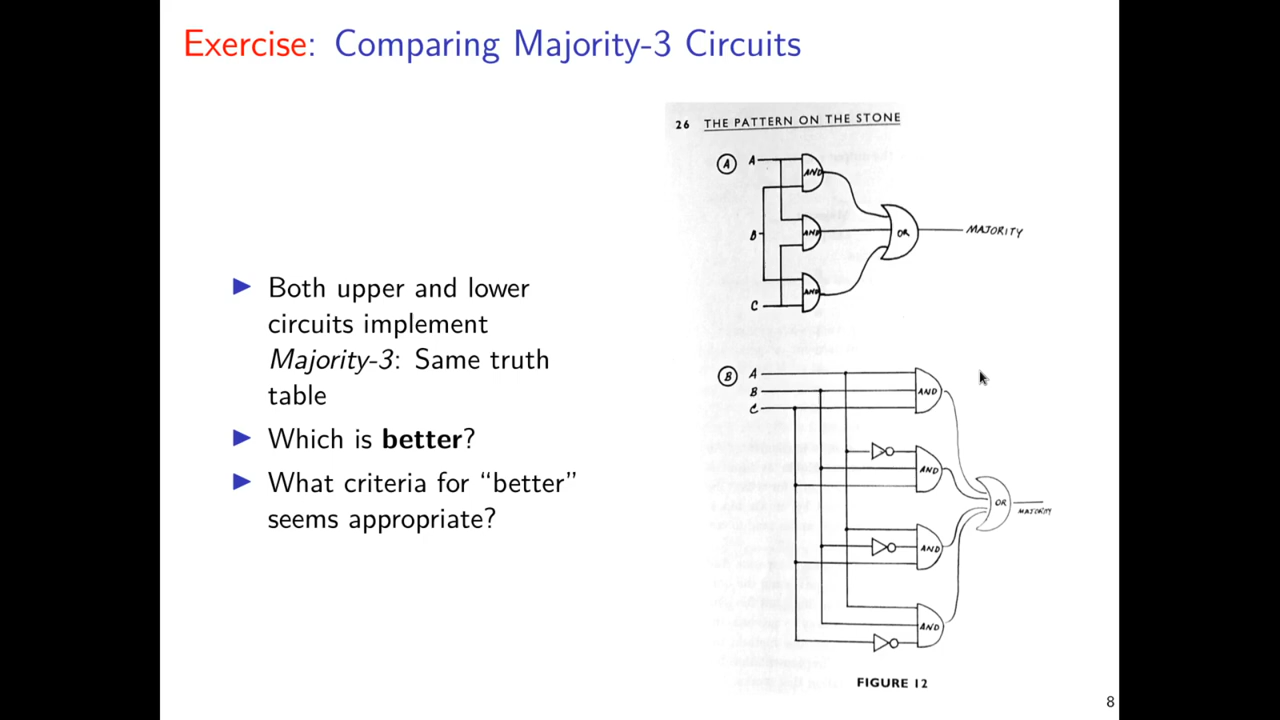 Exercise: Comparing Majority-3 Circuits
26 THE PATTERN ON THE STONE
A A AND
B AND OR MAJORITY
C AND
Both upper and lower
circuits implement
Majority-3: Same truth
table
Which is better?
What criteria for “better”
seems appropriate?
B A
B AND
C
AND
OR MAJORITY
AND
AND
FIGURE 12
8